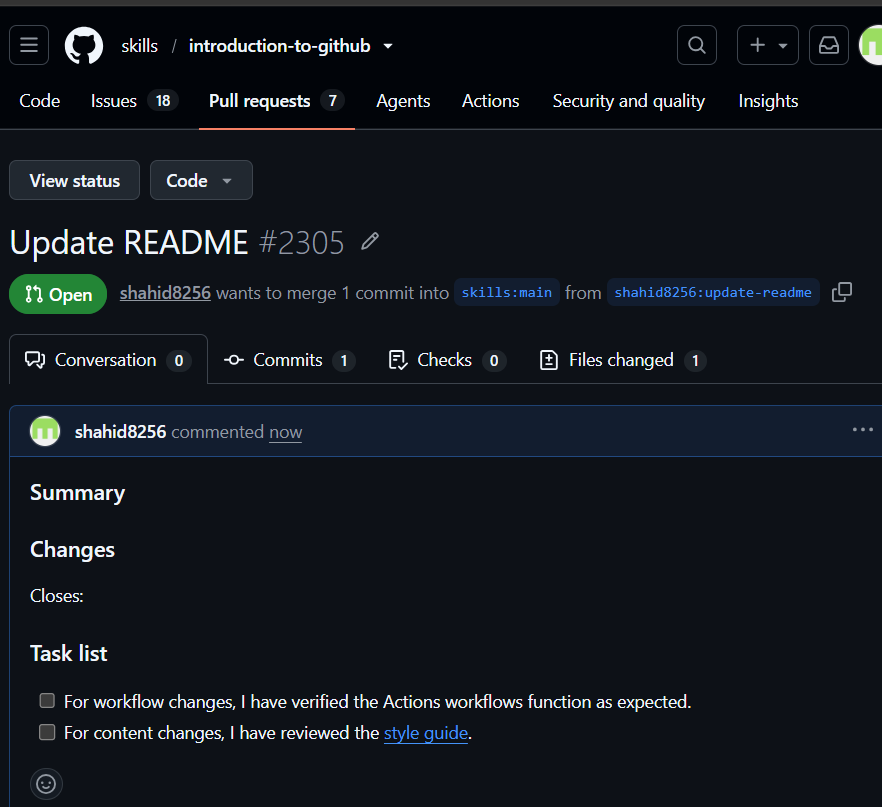 skills / introduction-to-github
Code Issues 18 Pull requests 7 Agents Actions Security and quality Insights
View status Code
Update README #2305
Open shahid8256 wants to merge 1 commit into skills:main from shahid8256:update-readme
Conversation 0 Commits 1 Checks 0 Files changed 1
shahid8256 commented now
Summary
Changes
Closes:
Task list
For workflow changes, I have verified the Actions workflows function as expected.
For content changes, I have reviewed the style guide.